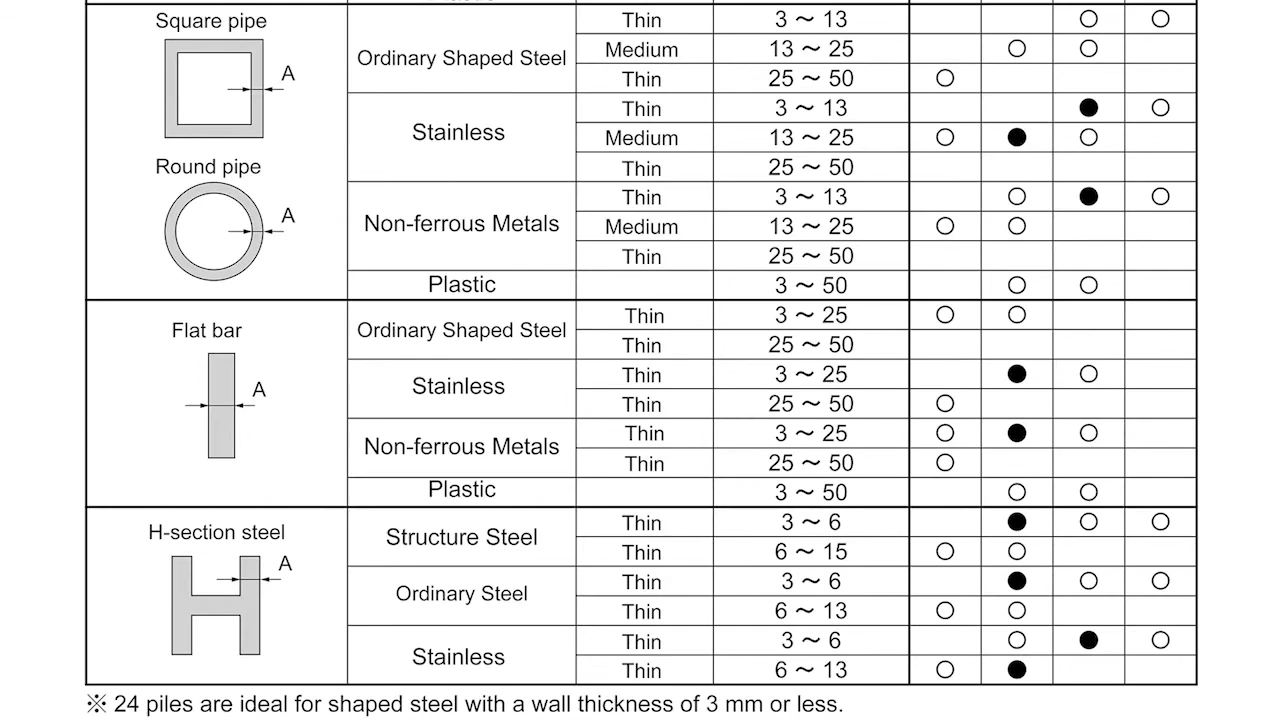 Square pipe
A
Round pipe
A
Ordinary Shaped Steel
Thin 3 ～ 13 ○ ○
Medium 13 ～ 25 ○ ○
Thin 25 ～ 50 ○
Stainless
Thin 3 ～ 13 ● ○
Medium 13 ～ 25 ○ ● ○
Thin 25 ～ 50
Non-ferrous Metals
Thin 3 ～ 13 ○ ● ○
Medium 13 ～ 25 ○ ○
Thin 25 ～ 50
Plastic 3 ～ 50 ○ ○
Flat bar
A
Ordinary Shaped Steel
Thin 3 ～ 25 ○ ○
Thin 25 ～ 50
Stainless
Thin 3 ～ 25 ● ○
Thin 25 ～ 50 ○
Non-ferrous Metals
Thin 3 ～ 25 ○ ● ○
Thin 25 ～ 50 ○
Plastic 3 ～ 50 ○ ○
H-section steel
A
Structure Steel
Thin 3 ～ 6 ● ○ ○
Thin 6 ～ 15 ○ ○
Ordinary Steel
Thin 3 ～ 6 ● ○ ○
Thin 6 ～ 13 ○ ○
Stainless
Thin 3 ～ 6 ○ ● ○
Thin 6 ～ 13 ○ ●
※ 24 piles are ideal for shaped steel with a wall thickness of 3 mm or less.